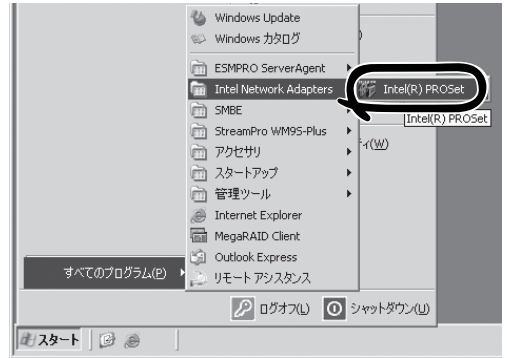 Windows Update
Windows カタログ
ESMPRO ServerAgent
Intel Network Adapters
Intel(R) PROSet
SMBE
Intel(R) PROSet
StreamPro WM95-Plus
アクセサリ
ティ(W)
スタートアップ
管理ツール
Internet Explorer
MegaRAID Client
Outlook Express
すべてのプログラム(P)
リモート アシスタンス
ログオフ(L)
シャットダウン(U)
スタート